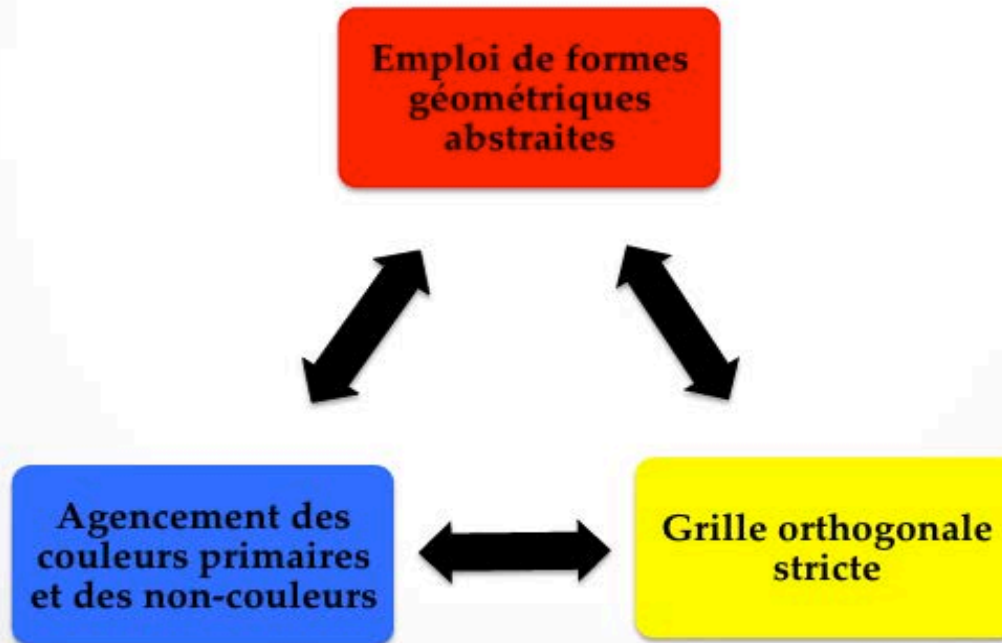 Emploi de formes
géométriques
abstraites
Agencement des
couleurs primaires
et des non-couleurs
Grille orthogonale
stricte